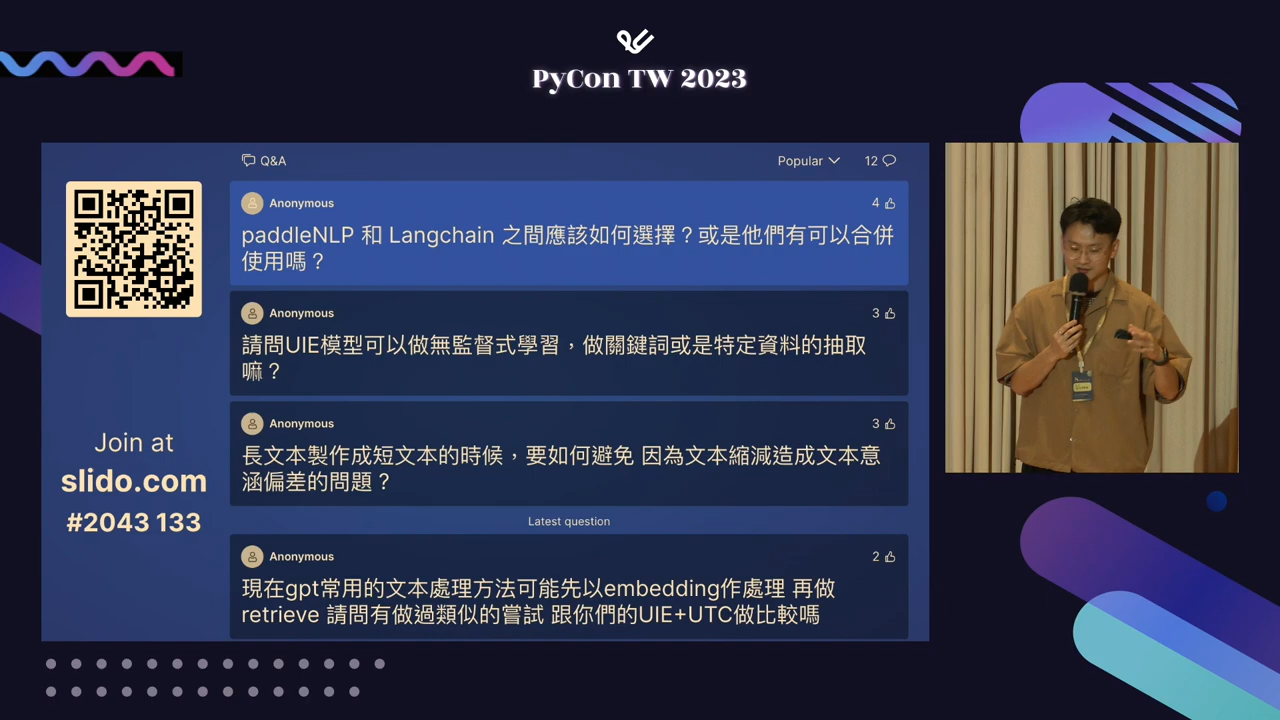 PyCon TW 2023
Q&A
Popular
12
Anonymous
4
paddleNLP 和 Langchain 之間應該如何選擇？或是他們有可以合併
使用嗎？
Anonymous
3
請問UIE模型可以做無監督式學習，做關鍵詞或是特定資料的抽取
嘛？
Anonymous
3
長文本製作成短文本的時候，要如何避免 因為文本縮減造成文本意
涵偏差的問題？
Latest question
Anonymous
2
現在gpt常用的文本處理方法可能先以embedding作處理 再做
retrieve 請問有做過類似的嘗試 跟你們的UIE+UTC做比較嗎
Join at
slido.com
#2043 133